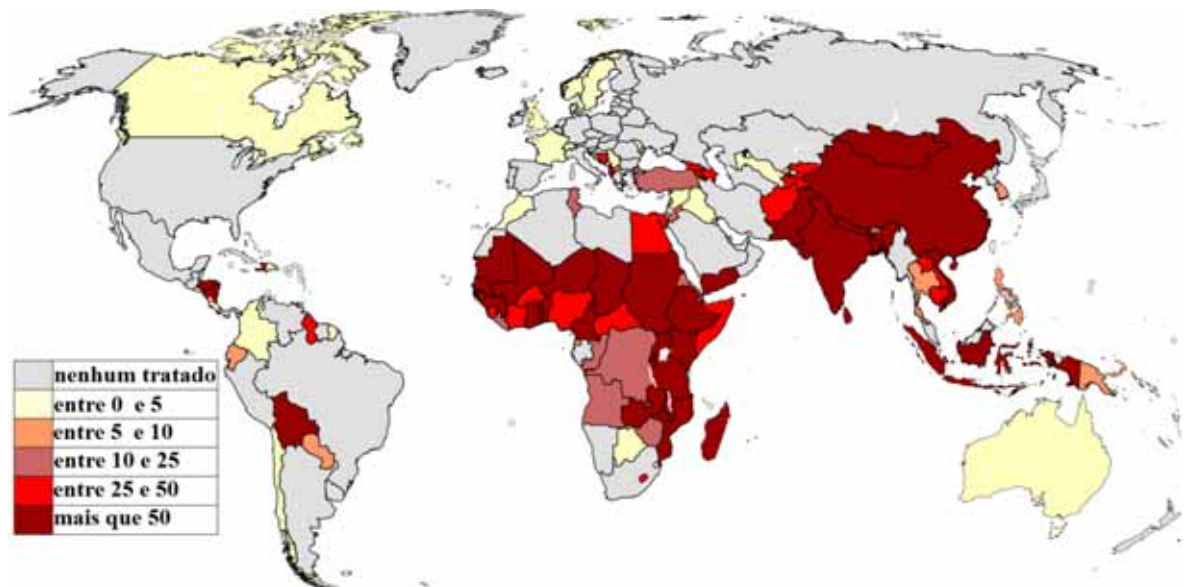 nenhum tratado
entre 0 e 5
entre 5 e 10
entre 10 e 25
entre 25 e 50
mais que 50